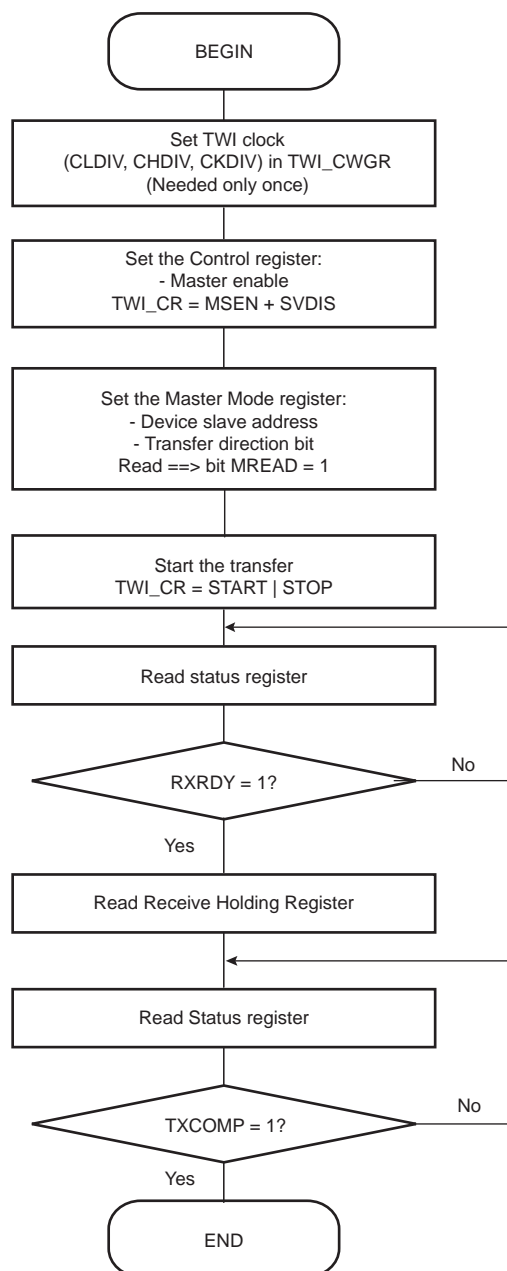 BEGIN
Set TWI clock
(CLDIV, CHDIV, CKDIV) in TWI_CWGR
(Needed only once)
Set the Control register:
- Master enable
TWI_CR = MSEN + SVDIS
Set the Master Mode register:
- Device slave address
- Transfer direction bit
Read ==> bit MREAD = 1
Start the transfer
TWI_CR = START | STOP
Read status register
RXRDY = 1?
No
Yes
Read Receive Holding Register
Read Status register
TXCOMP = 1?
No
Yes
END